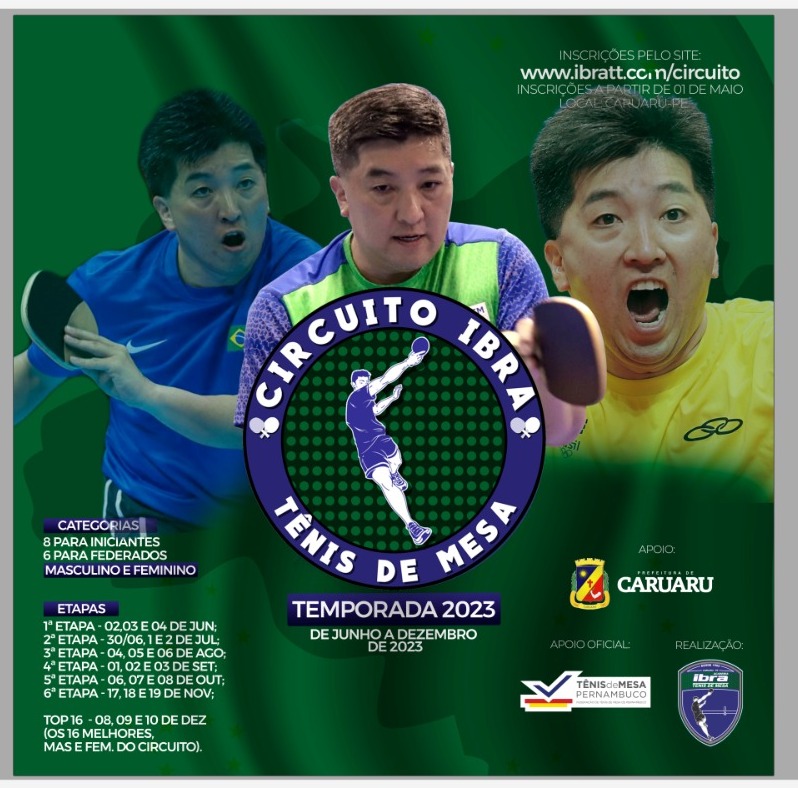 INSCRIÇÕES PELO SITE:
www.ibratt.com/circuito
INSCRIÇÕES A PARTIR DE 01 DE MAIO
LOCAL: CARUARU-PE
CIRCUITO IBRA
TÊNIS DE MESA
CATEGORIAS
8 PARA INICIANTES
6 PARA FEDERADOS
MASCULINO E FEMININO
ETAPAS
1ª ETAPA - 02,03 e 04 DE JUN;
2ª ETAPA - 30/06, 1 E 2 DE JUL;
3ª ETAPA - 04, 05 E 06 DE AGO;
4ª ETAPA - 01, 02 E 03 DE SET;
5ª ETAPA - 06, 07 E 08 DE OUT;
6ª ETAPA - 17, 18 E 19 DE NOV;
TOP 16 - 08, 09 E 10 DE DEZ
(OS 16 MELHORES,
MAS E FEM. DO CIRCUITO).
TEMPORADA 2023
DE JUNHO A DEZEMBRO
DE 2023
APOIO:
PREFEITURA DE
CARUARU
APOIO OFICIAL:
TÊNISDEMESA
PERNAMBUCO
REALIZAÇÃO:
ibra
TÊNIS DE MESA